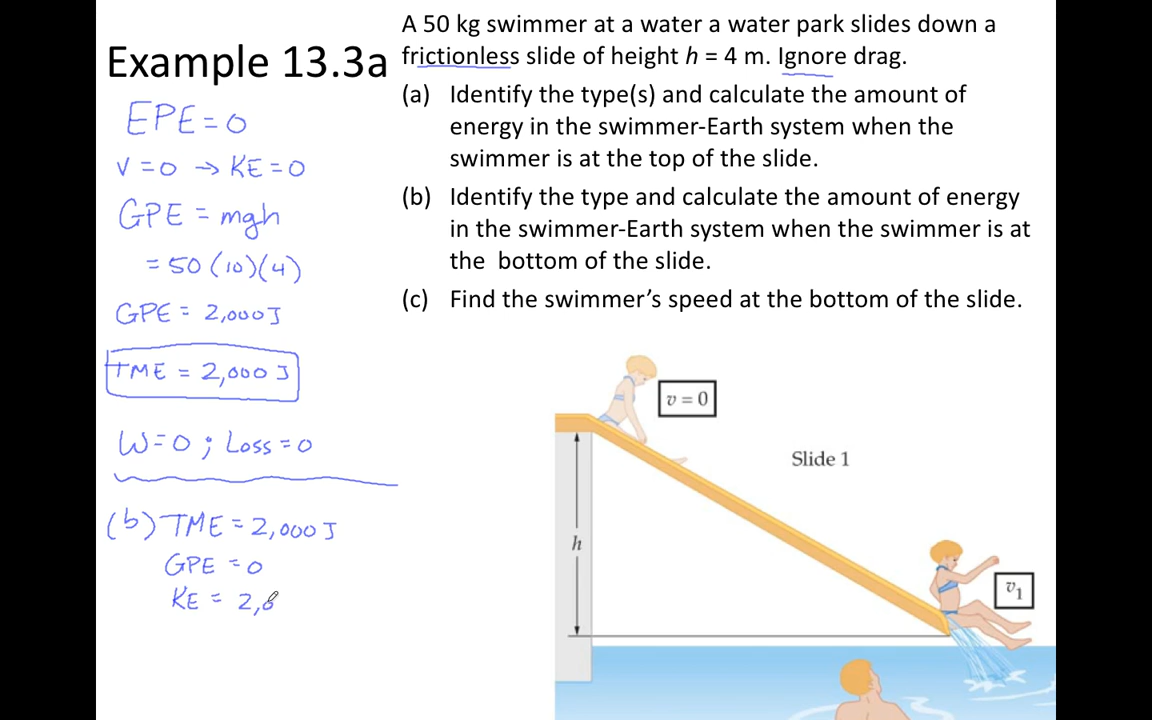 Example 13.3a
A 50 kg swimmer at a water a water park slides down a
frictionless slide of height h = 4 m. Ignore drag.
(a) Identify the type(s) and calculate the amount of
energy in the swimmer-Earth system when the
swimmer is at the top of the slide.
(b) Identify the type and calculate the amount of energy
in the swimmer-Earth system when the swimmer is at
the bottom of the slide.
(c) Find the swimmer's speed at the bottom of the slide.
EPE = 0
V = 0 → KE = 0
GPE = mgh
= 50 (10)(4)
GPE = 2,000 J
TME = 2,000 J
W = 0 ; Loss = 0
(b) TME = 2,000 J
GPE = 0
KE = 2,
v = 0
Slide 1
h
v₁